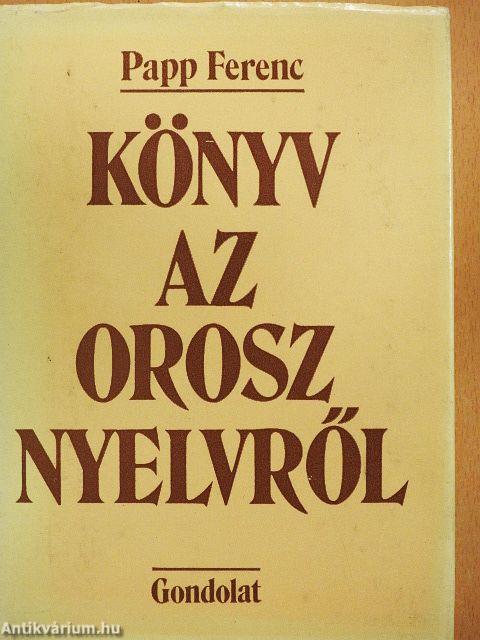 Papp Ferenc
KÖNYV
AZ
OROSZ
NYELVRŐL
Gondolat
Antikvárium.hu